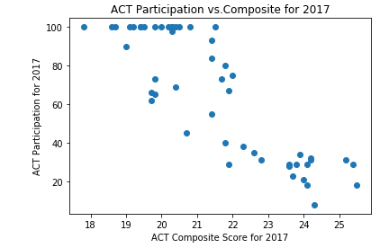 ACT Participation vs.Composite for 2017
100
80
60
40
20
ACT Participation for 2017
18 19 20 21 22 23 24 25
ACT Composite Score for 2017